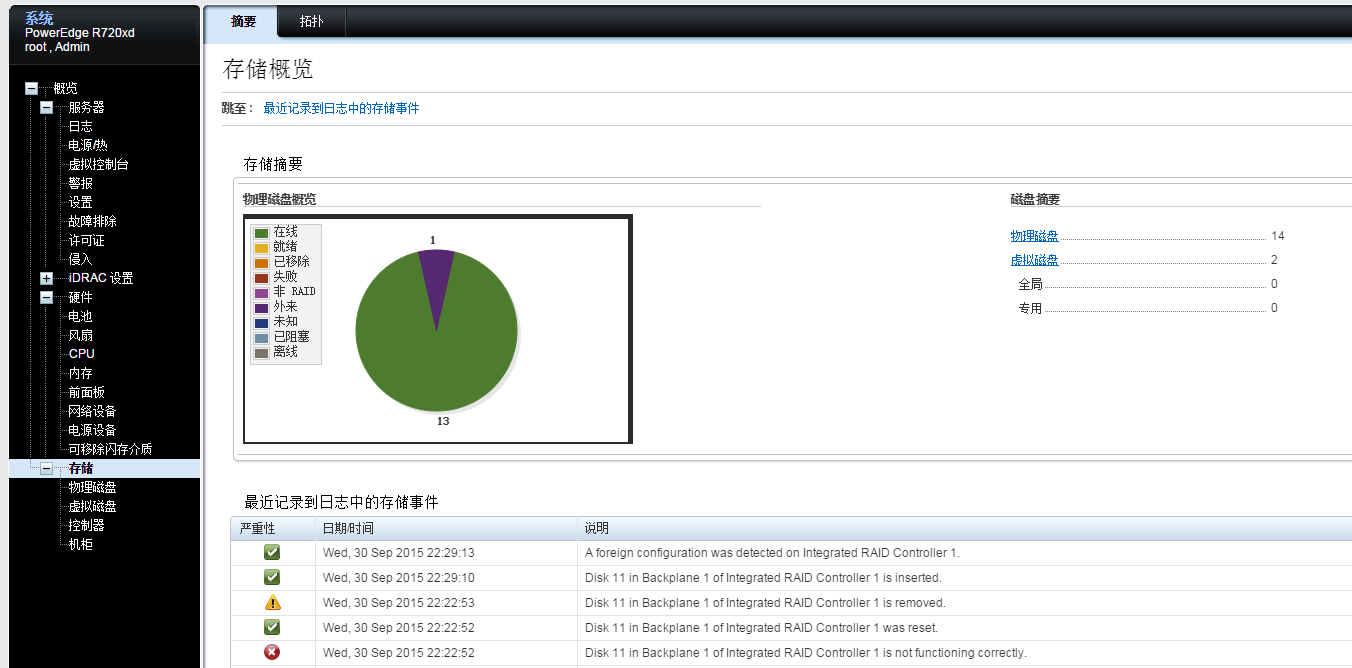 系统
PowerEdge R720xd
root , Admin
概览
服务器
日志
电源/热
虚拟控制台
警报
设置
故障排除
许可证
侵入
iDRAC 设置
硬件
电池
风扇
CPU
内存
前面板
网络设备
电源设备
可移除闪存介质
存储
物理磁盘
虚拟磁盘
控制器
机柜
摘要 拓扑
存储概览
跳至： 最近记录到日志中的存储事件
存储摘要
物理磁盘概览
在线
就绪
已移除
失败
非 RAID
外来
未知
已阻塞
离线
1
13
磁盘摘要
物理磁盘 14
虚拟磁盘 2
全局 0
专用 0
最近记录到日志中的存储事件
严重性 日期/时间 说明
Wed, 30 Sep 2015 22:29:13 A foreign configuration was detected on Integrated RAID Controller 1.
Wed, 30 Sep 2015 22:29:10 Disk 11 in Backplane 1 of Integrated RAID Controller 1 is inserted.
Wed, 30 Sep 2015 22:22:53 Disk 11 in Backplane 1 of Integrated RAID Controller 1 is removed.
Wed, 30 Sep 2015 22:22:52 Disk 11 in Backplane 1 of Integrated RAID Controller 1 was reset.
Wed, 30 Sep 2015 22:22:52 Disk 11 in Backplane 1 of Integrated RAID Controller 1 is not functioning correctly.